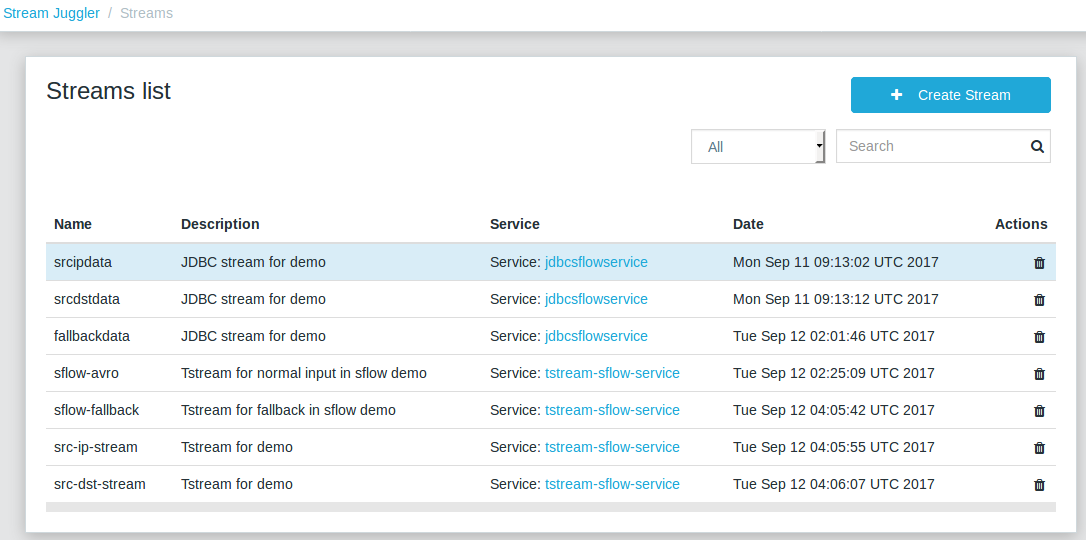 Stream Juggler / Streams
Streams list
Create Stream
All
Search
Name Description Service Date Actions
srcipdata JDBC stream for demo Service: jdbcsflowservice Mon Sep 11 09:13:02 UTC 2017
srcdstdata JDBC stream for demo Service: jdbcsflowservice Mon Sep 11 09:13:12 UTC 2017
fallbackdata JDBC stream for demo Service: jdbcsflowservice Tue Sep 12 02:01:46 UTC 2017
sflow-avro Tstream for normal input in sflow demo Service: tstream-sflow-service Tue Sep 12 02:25:09 UTC 2017
sflow-fallback Tstream for fallback in sflow demo Service: tstream-sflow-service Tue Sep 12 04:05:42 UTC 2017
src-ip-stream Tstream for demo Service: tstream-sflow-service Tue Sep 12 04:05:55 UTC 2017
src-dst-stream Tstream for demo Service: tstream-sflow-service Tue Sep 12 04:06:07 UTC 2017